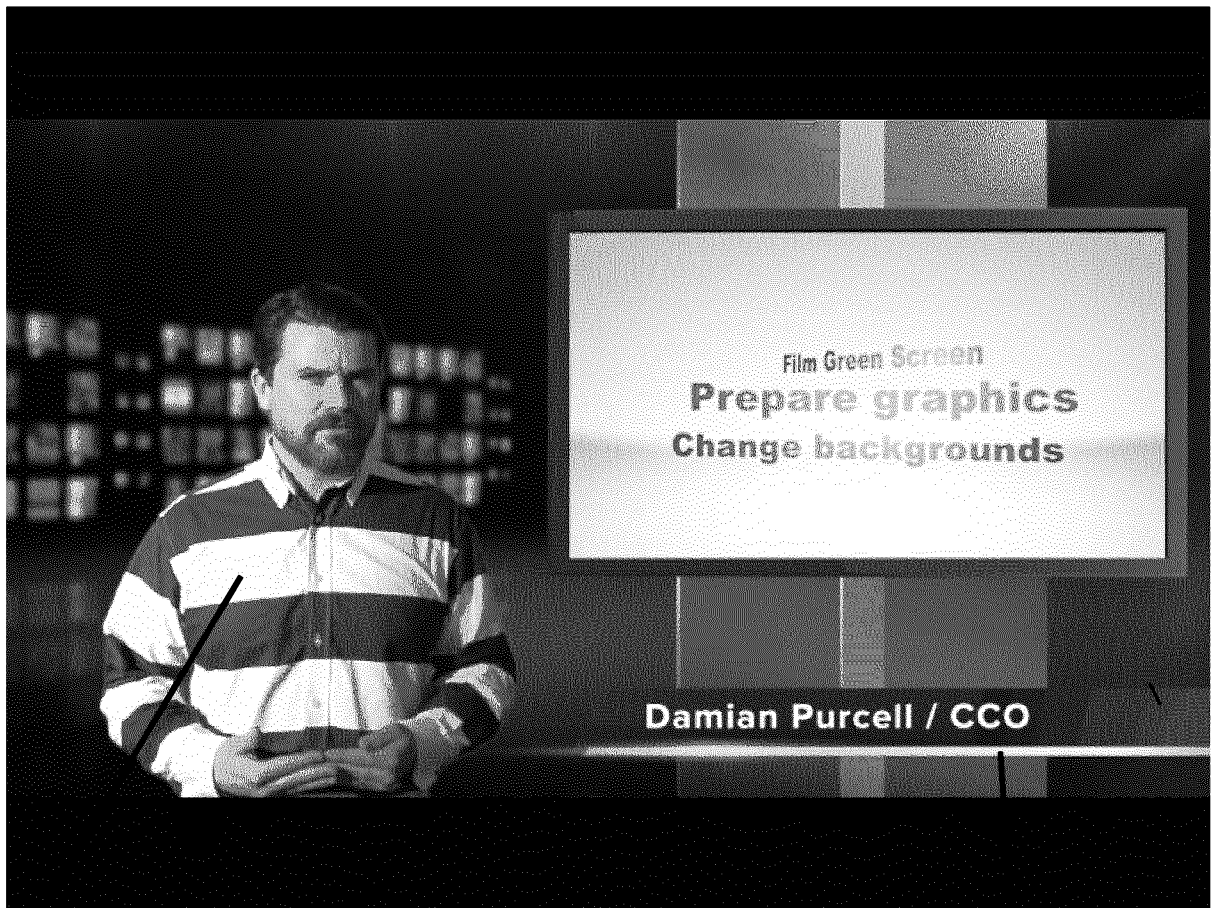 Film Green Screen
Prepare graphics
Change backgrounds
Damian Purcell / CCO